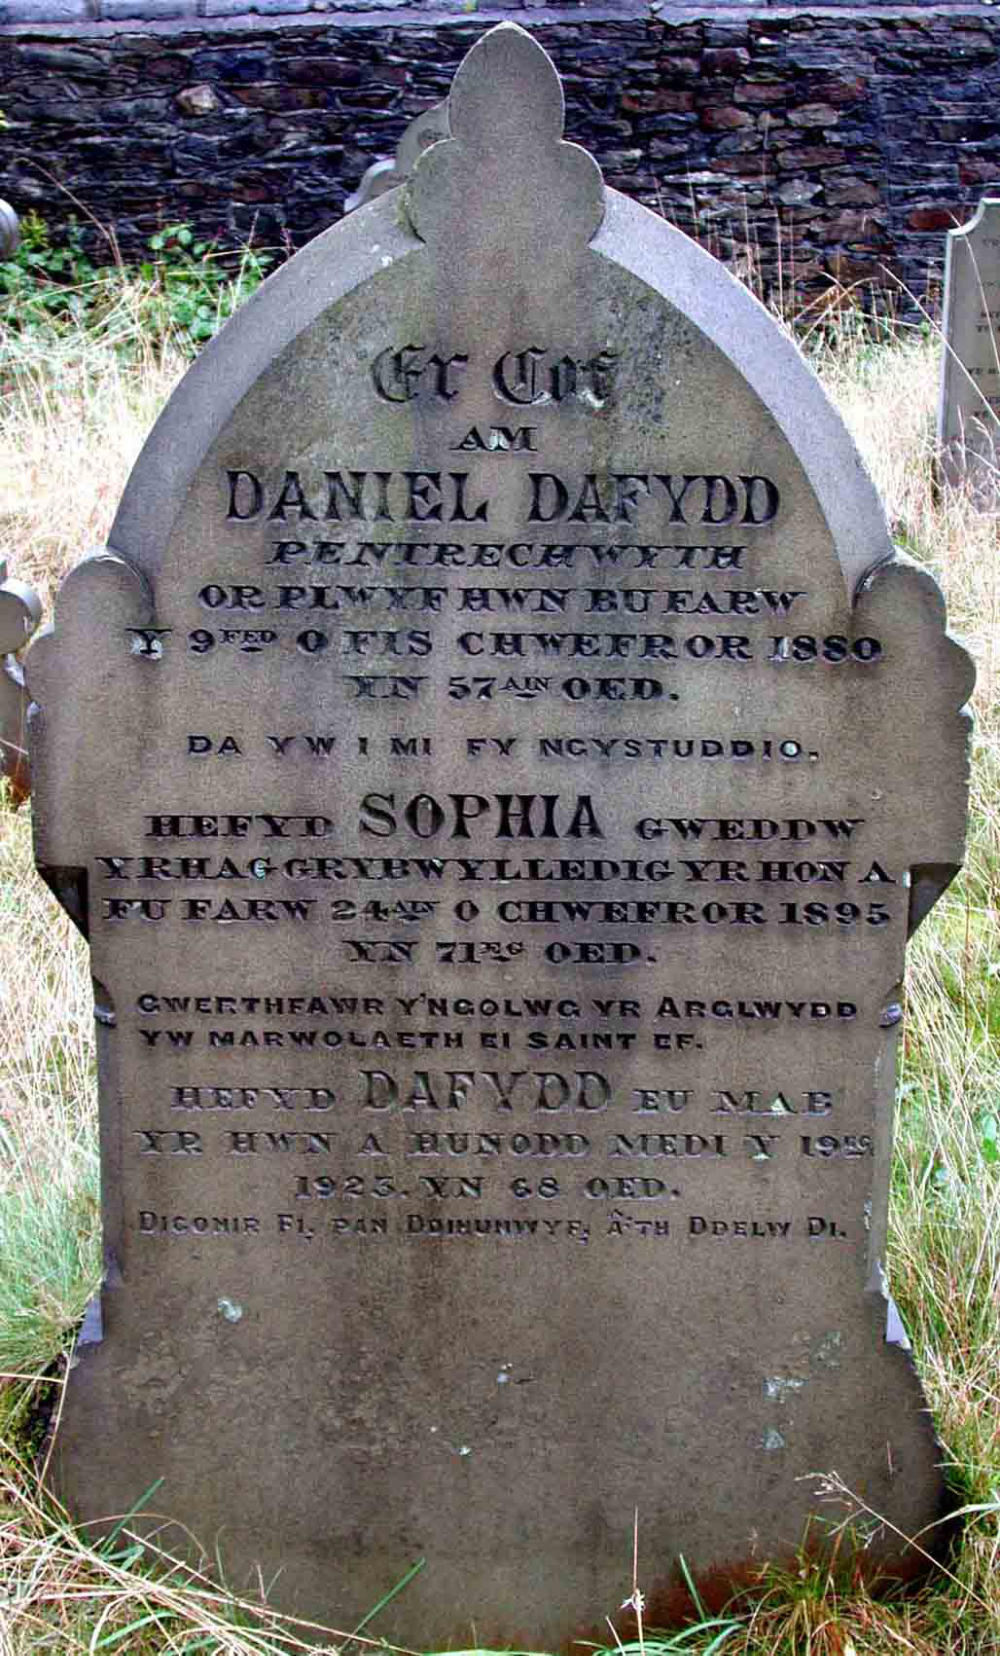 Er Cof
AM
DANIEL DAFYDD
PENTRECHWYTH
OR PLWYF HWN BU FARW
Y 9FED O FIS CHWEFROR 1880
YN 57AIN OED.
DA YW I MI FY NGYSTUDDIO.
HEFYD SOPHIA GWEDDW
YR RHAG GRYBWYLLEDIG YR HON A
FU FARW 24AIN O CHWEFROR 1895
YN 71EG OED.
GWERTHFAWR Y'NGOLWG YR ARGLWYDD
YW MARWOLAETH EI SAINT EF.
HEFYD DAFYDD EU MAB
YR HWN A HUNODD MEDI Y 19EG
1923. YN 68 OED.
DIGONIR FI, PAN DDIHUNWYF, Â'TH DDELW DI.